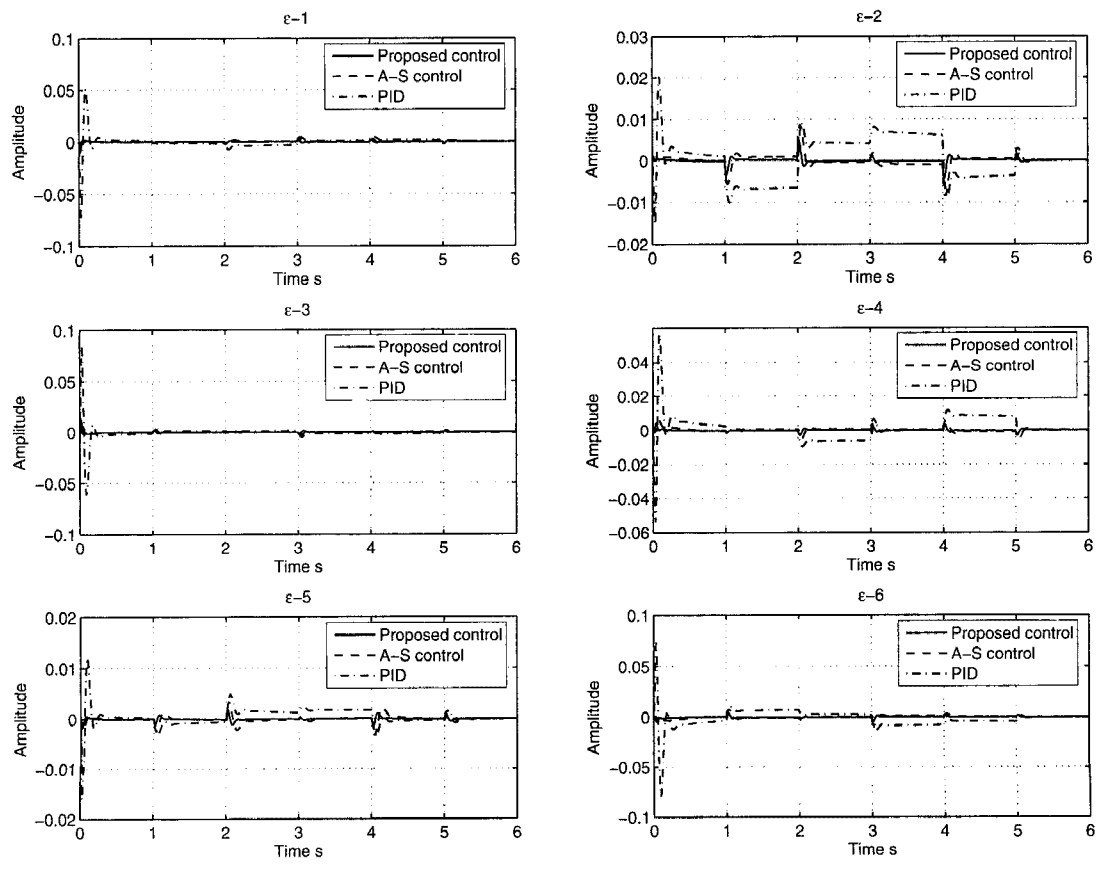 ε−1
0.1
0.05
0
−0.05
−0.1
Amplitude
Proposed control
A−S control
PID
0 1 2 3 4 5 6
Time s
ε−2
0.03
0.02
0.01
0
−0.01
−0.02
Amplitude
Proposed control
A−S control
PID
0 1 2 3 4 5 6
Time s
ε−3
0.1
0.05
0
−0.05
−0.1
Amplitude
Proposed control
A−S control
PID
0 1 2 3 4 5 6
Time s
ε−4
0.04
0.02
0
−0.02
−0.04
−0.06
Amplitude
Proposed control
A−S control
PID
0 1 2 3 4 5 6
Time s
ε−5
0.02
0.01
0
−0.01
−0.02
Amplitude
Proposed control
A−S control
PID
0 1 2 3 4 5 6
Time s
ε−6
0.1
0.05
0
−0.05
−0.1
Amplitude
Proposed control
A−S control
PID
0 1 2 3 4 5 6
Time s